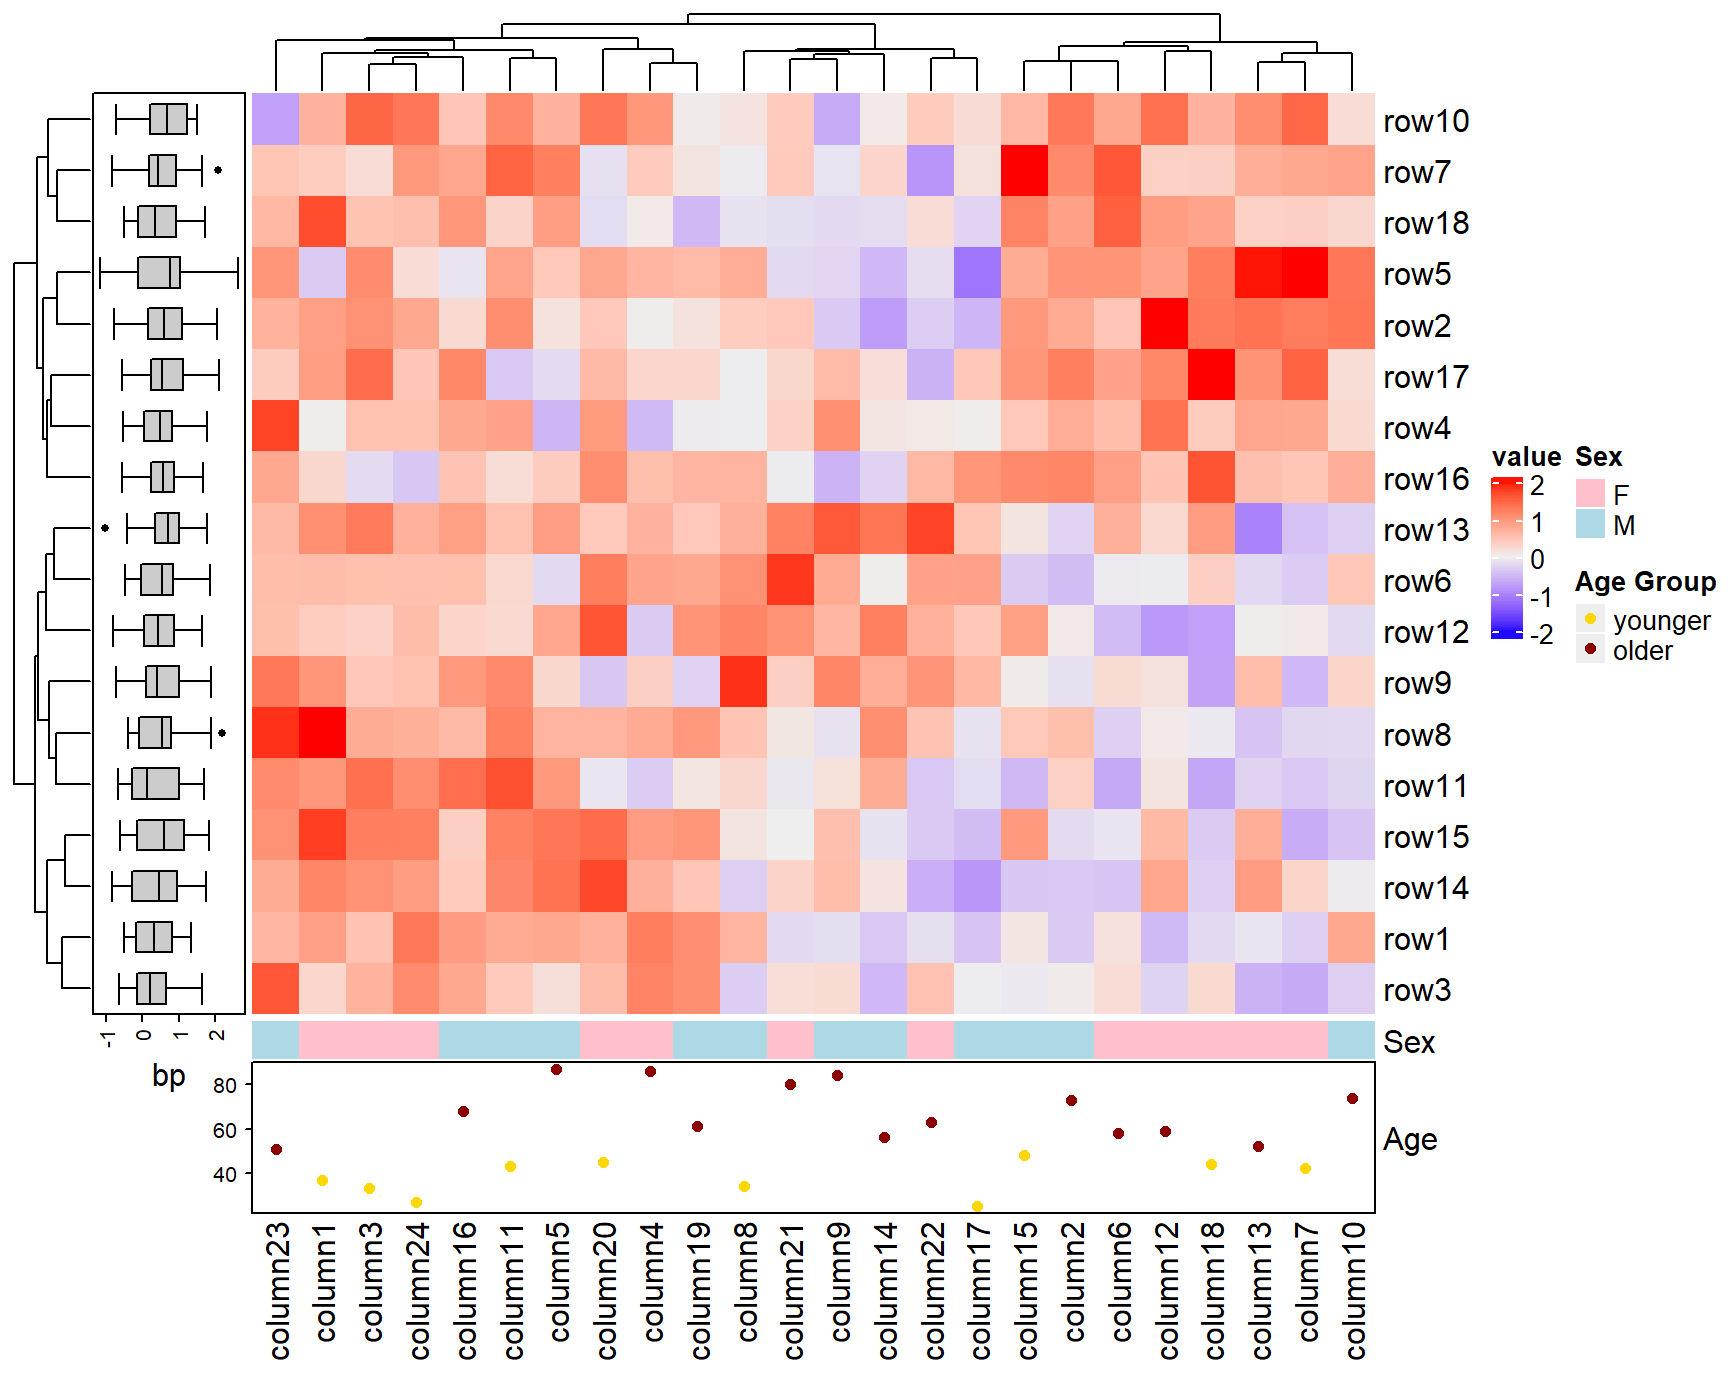 row10
row7
row18
row5
row2
row17
row4
row16
row13
row6
row12
row9
row8
row11
row15
row14
row1
row3
value
2
1
0
-1
-2
Sex
F
M
Age Group
younger
older
-1 0 1 2
bp
Sex
80
60
40
Age
column23
column1
column3
column24
column16
column11
column5
column20
column4
column19
column8
column21
column9
column14
column22
column17
column15
column2
column6
column12
column18
column13
column7
column10